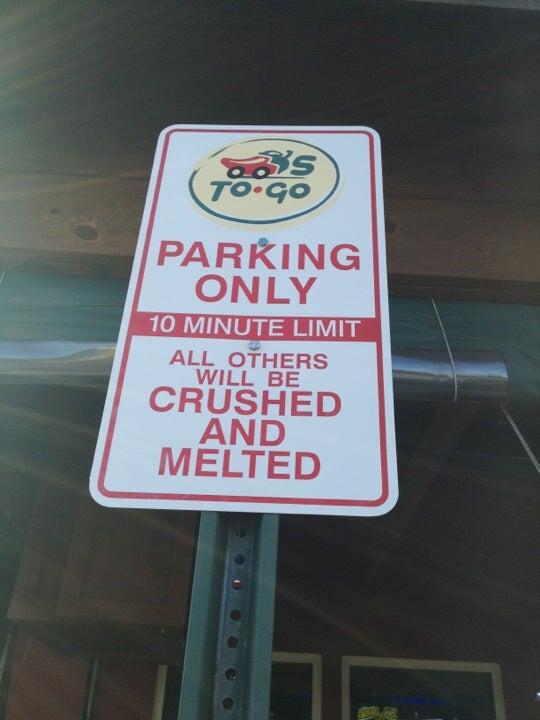 'S
TO•GO
PARKING
ONLY
10 MINUTE LIMIT
ALL OTHERS
WILL BE
CRUSHED
AND
MELTED